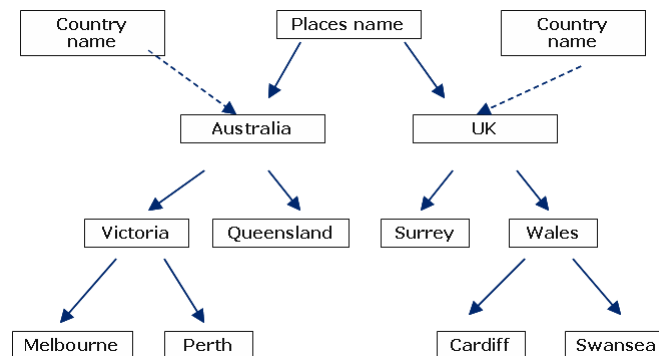 Country
name
Places name
Country
name
Australia
UK
Victoria
Queensland
Surrey
Wales
Melbourne
Perth
Cardiff
Swansea